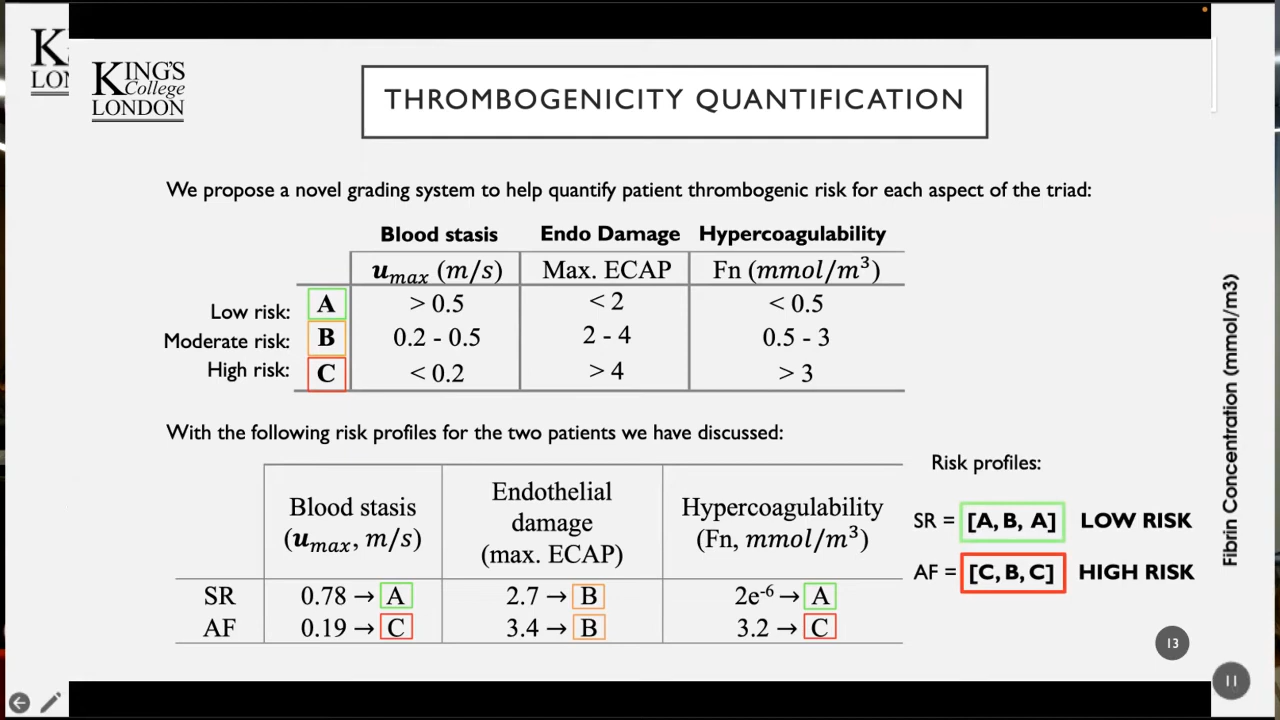 K
LON
KING'S
College
LONDON
THROMBOGENICITY QUANTIFICATION
We propose a novel grading system to help quantify patient thrombogenic risk for each aspect of the triad:
Blood stasis Endo Damage Hypercoagulability
u_max (m/s) Max. ECAP Fn (mmol/m³)
Low risk: A > 0.5 < 2 < 0.5
Moderate risk: B 0.2 - 0.5 2 - 4 0.5 - 3
High risk: C < 0.2 > 4 > 3
With the following risk profiles for the two patients we have discussed:
Blood stasis
(u_max, m/s)
Endothelial
damage
(max. ECAP)
Hypercoagulability
(Fn, mmol/m³)
SR 0.78 → A 2.7 → B 2e⁻⁶ → A
AF 0.19 → C 3.4 → B 3.2 → C
Risk profiles:
SR = [A, B, A] LOW RISK
AF = [C, B, C] HIGH RISK
Fibrin Concentration (mmol/m3)
13
11